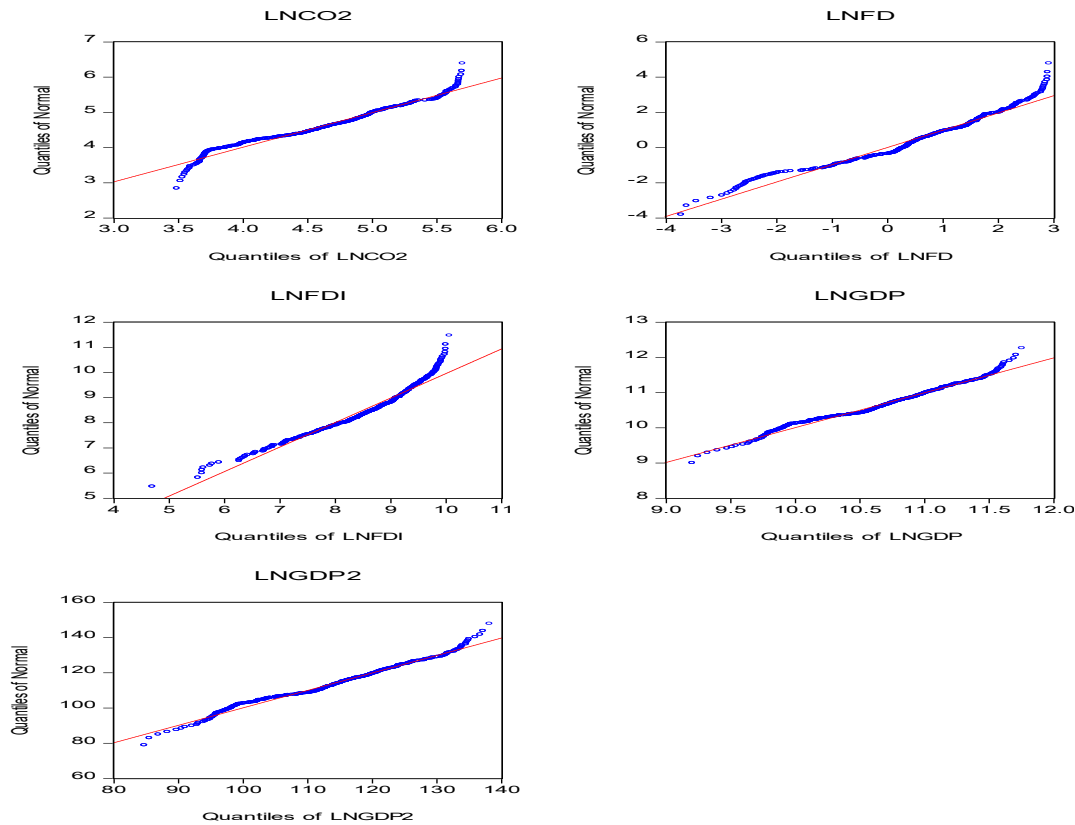 LNCO2
7
6
5
4
3
2
Quantiles of Normal
3.0 3.5 4.0 4.5 5.0 5.5 6.0
Quantiles of LNCO2
LNFD
6
4
2
0
-2
-4
Quantiles of Normal
-4 -3 -2 -1 0 1 2 3
Quantiles of LNFD
LNFDI
12
11
10
9
8
7
6
5
Quantiles of Normal
4 5 6 7 8 9 10 11
Quantiles of LNFDI
LNGDP
13
12
11
10
9
8
Quantiles of Normal
9.0 9.5 10.0 10.5 11.0 11.5 12.0
Quantiles of LNGDP
LNGDP2
160
140
120
100
80
60
Quantiles of Normal
80 90 100 110 120 130 140
Quantiles of LNGDP2